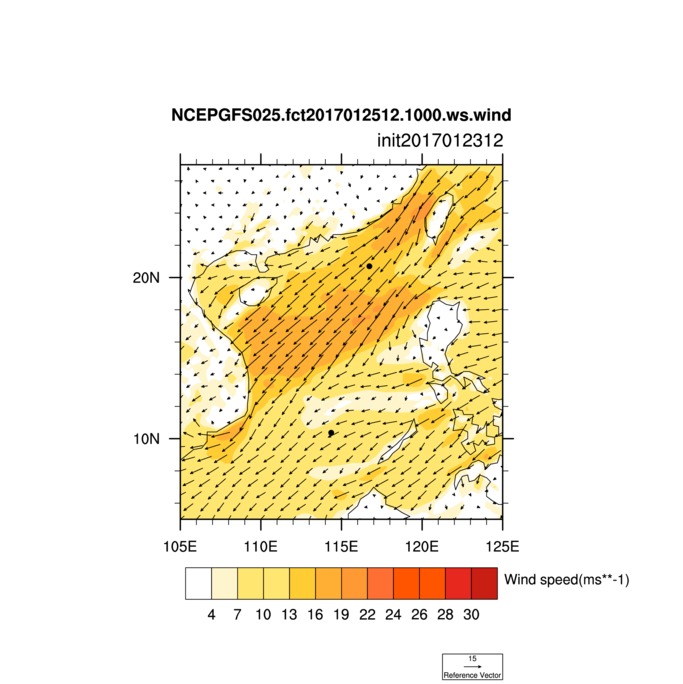 NCEPGFS025.fct2017012512.1000.ws.wind
init2017012312
20N
10N
105E 110E 115E 120E 125E
Wind speed(ms**-1)
4 7 10 13 16 19 22 24 26 28 30
15
Reference Vector